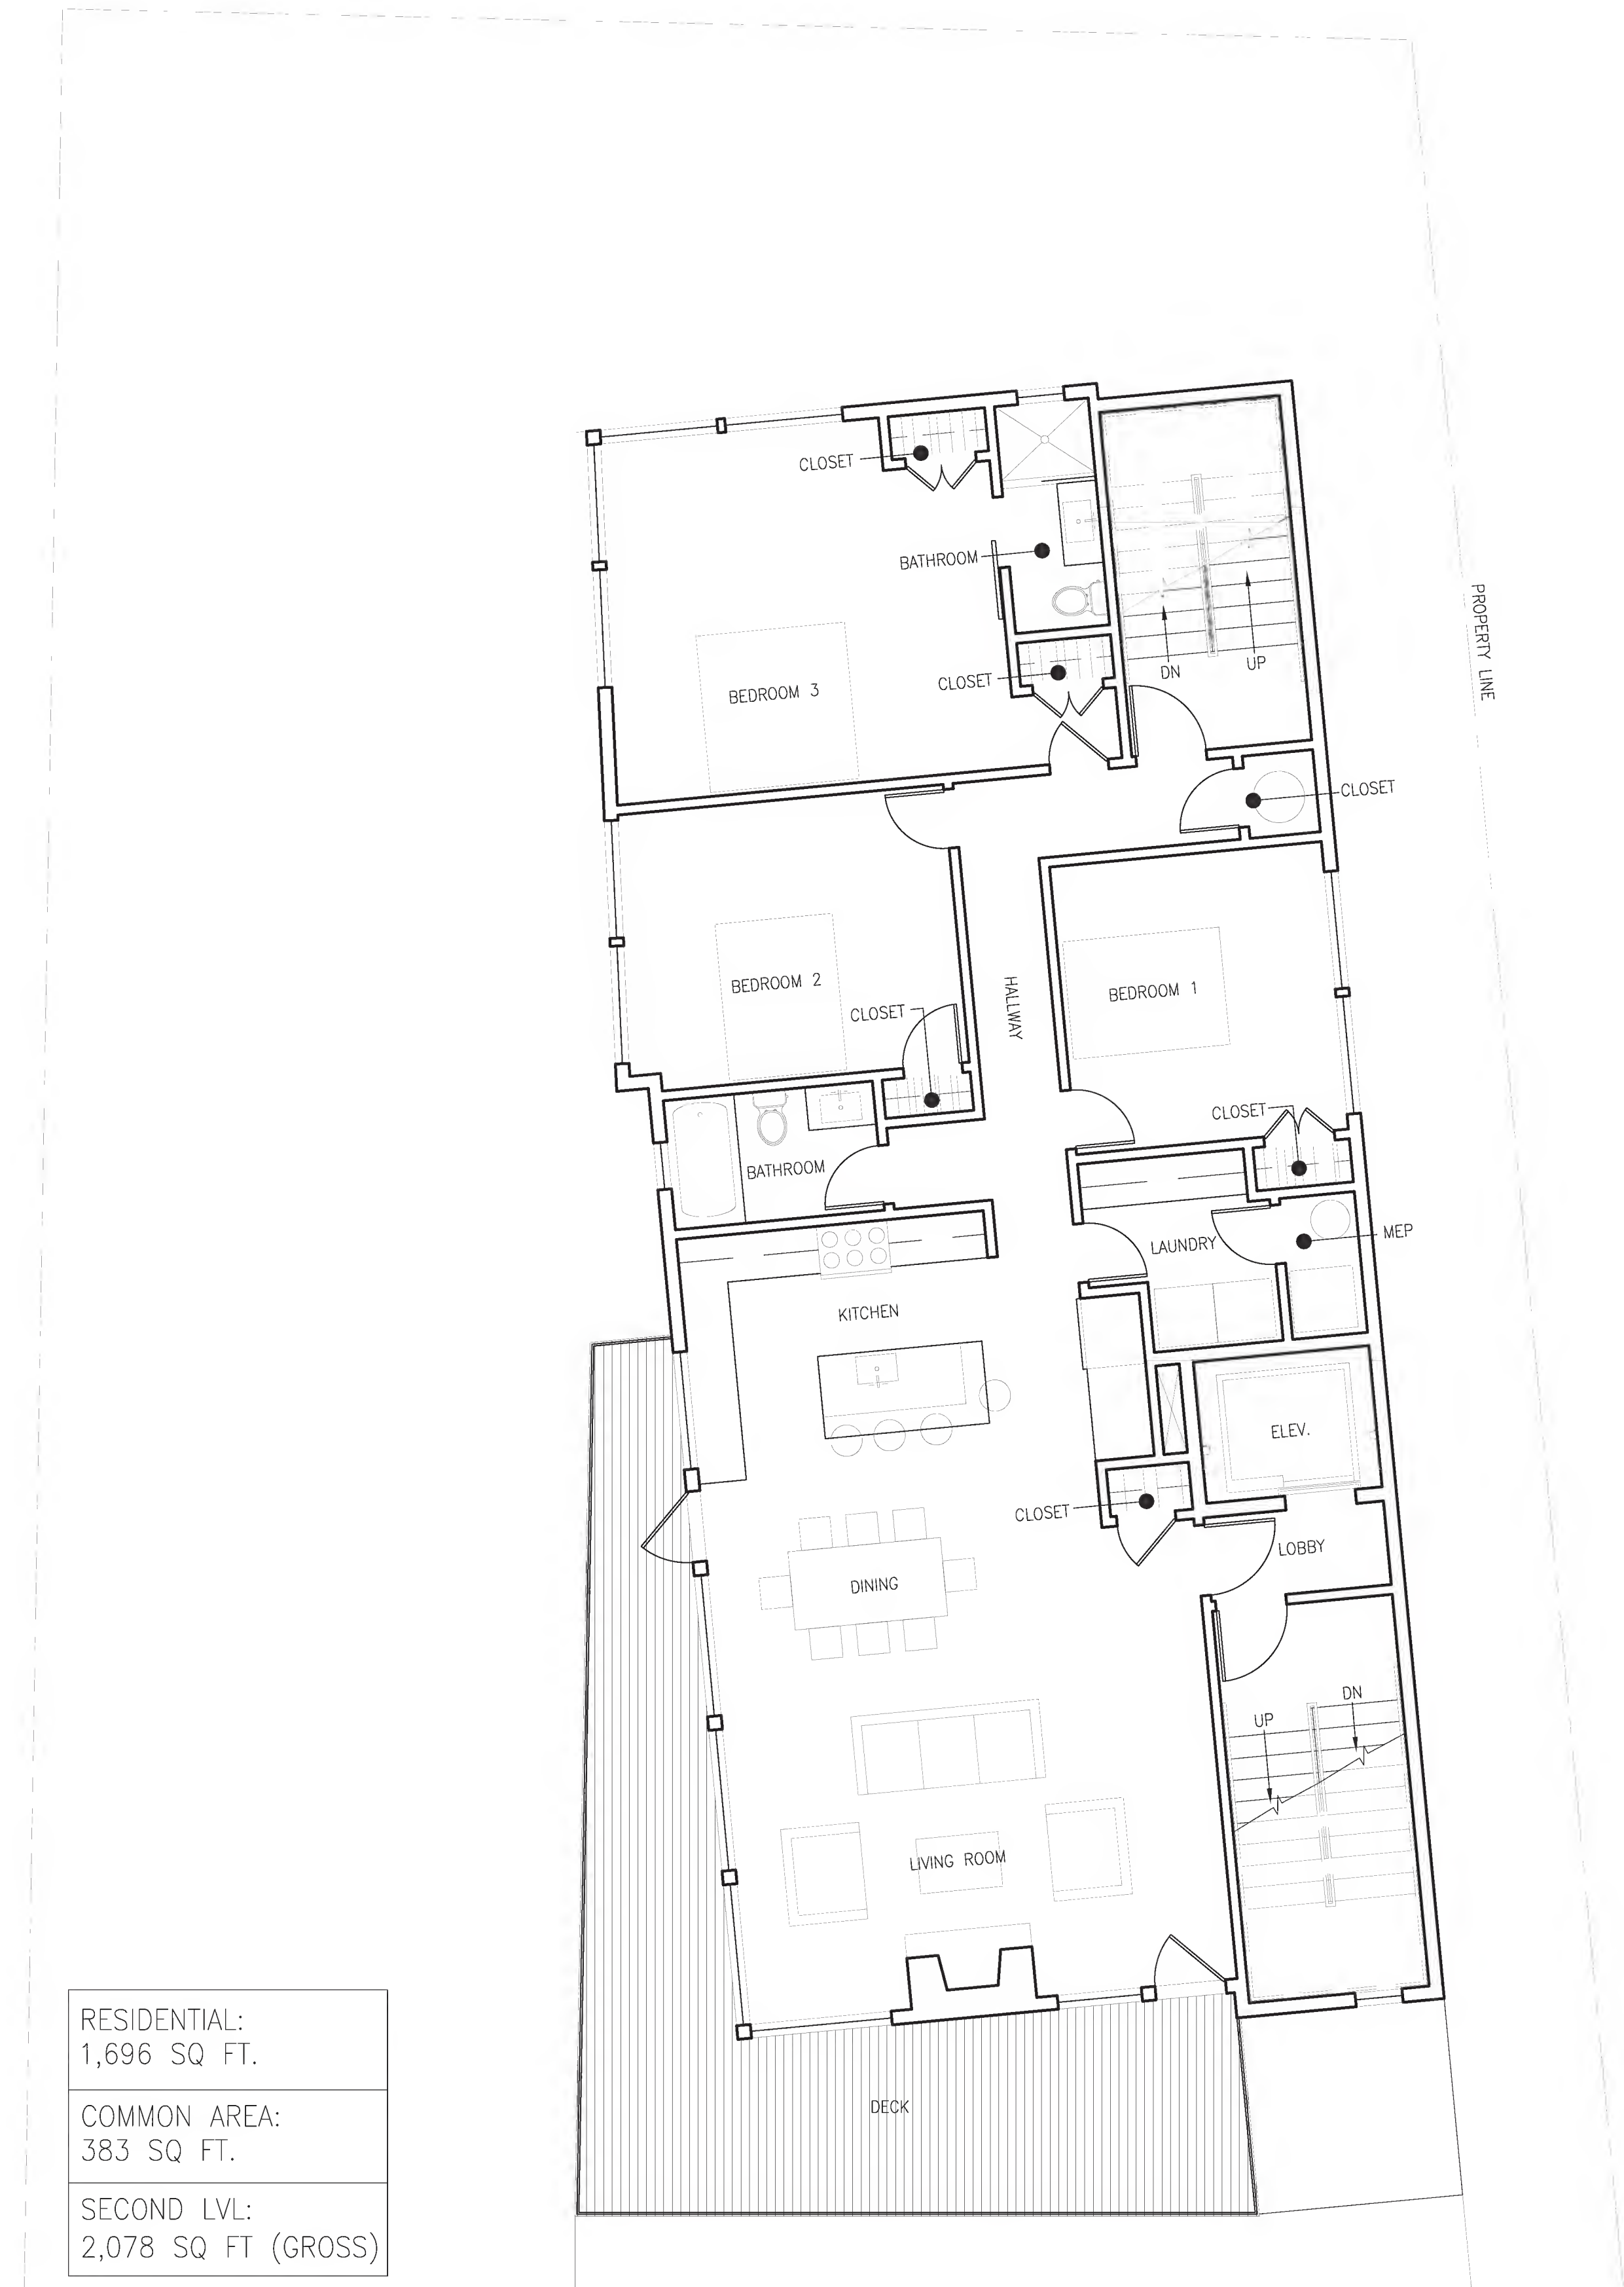 CLOSET
BATHROOM
PROPERTY LINE
CLOSET
DN
UP
BEDROOM 3
CLOSET
BEDROOM 2
HALLWAY
BEDROOM 1
CLOSET
CLOSET
BATHROOM
LAUNDRY
MEP
KITCHEN
ELEV.
CLOSET
LOBBY
DINING
DN
UP
LIVING ROOM
DECK
RESIDENTIAL:
1,696 SQ FT.
COMMON AREA:
383 SQ FT.
SECOND LVL:
2,078 SQ FT (GROSS)